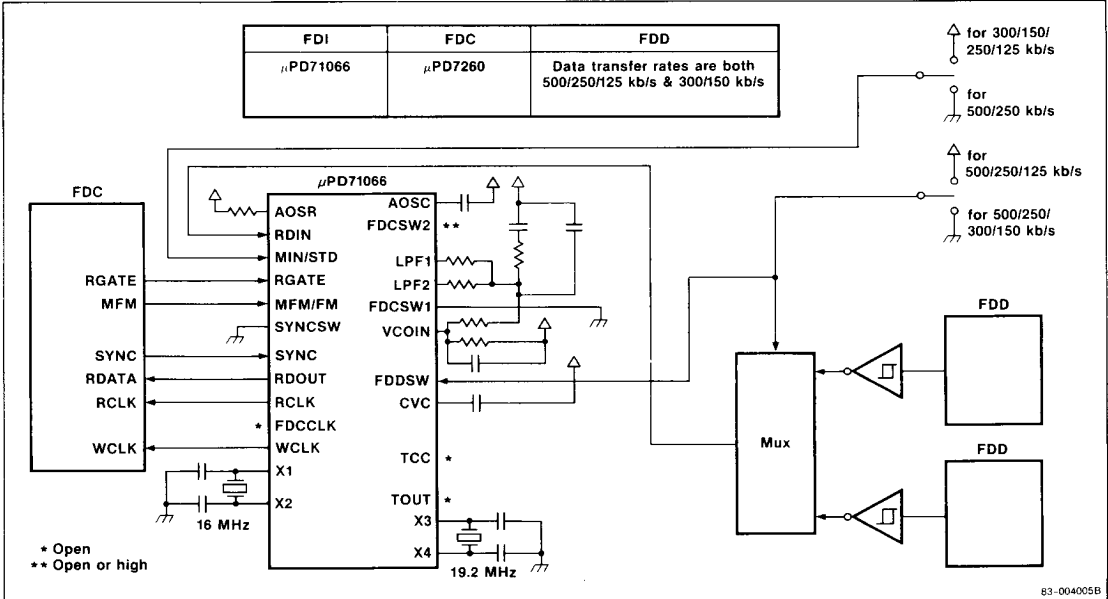 FDI FDC FDD
μPD71066 μPD7260 Data transfer rates are both
500/250/125 kb/s & 300/150 kb/s
for 300/150/
250/125 kb/s
for
500/250 kb/s
for
500/250/125 kb/s
for 500/250/
300/150 kb/s
FDC
RGATE
MFM
SYNC
RDATA
RCLK
WCLK
μPD71066
AOSR
RDIN
MIN/STD
RGATE
MFM/FM
SYNCSW
SYNC
RDOUT
RCLK
* FDCCLK
WCLK
X1
X2
16 MHz
AOSC
FDCSW2 **
LPF1
LPF2
FDCSW1
VCOIN
FDDSW
CVC
TCC *
TOUT *
X3
X4
19.2 MHz
Mux
FDD
FDD
* Open
** Open or high
83-004005B